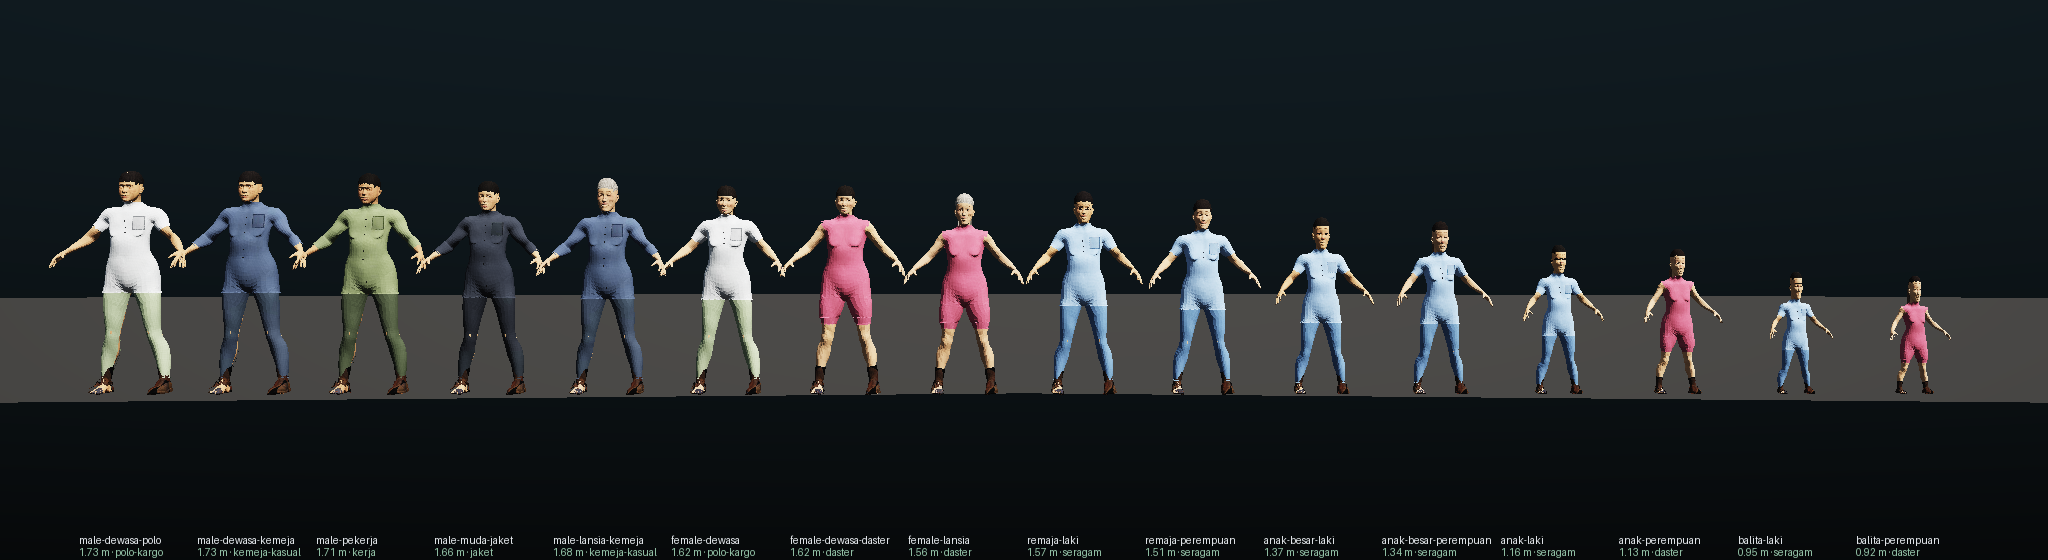 male-dewasa-polo
1.73 m·polo-kargo
male-dewasa-kemeja
1.73 m·kemeja-kasual
male-pekerja
1.71 m·kerja
male-muda-jaket
1.66 m·jaket
male-lansia-kemeja
1.68 m·kemeja-kasual
female-dewasa
1.62 m·polo-kargo
female-dewasa-daster
1.62 m·daster
female-lansia
1.56 m·daster
remaja-laki
1.57 m·seragam
remaja-perempuan
1.51 m·seragam
anak-besar-laki
1.37 m·seragam
anak-besar-perempuan
1.34 m·seragam
anak-laki
1.16 m·seragam
anak-perempuan
1.13 m·daster
balita-laki
0.95 m·seragam
balita-perempuan
0.92 m·daster